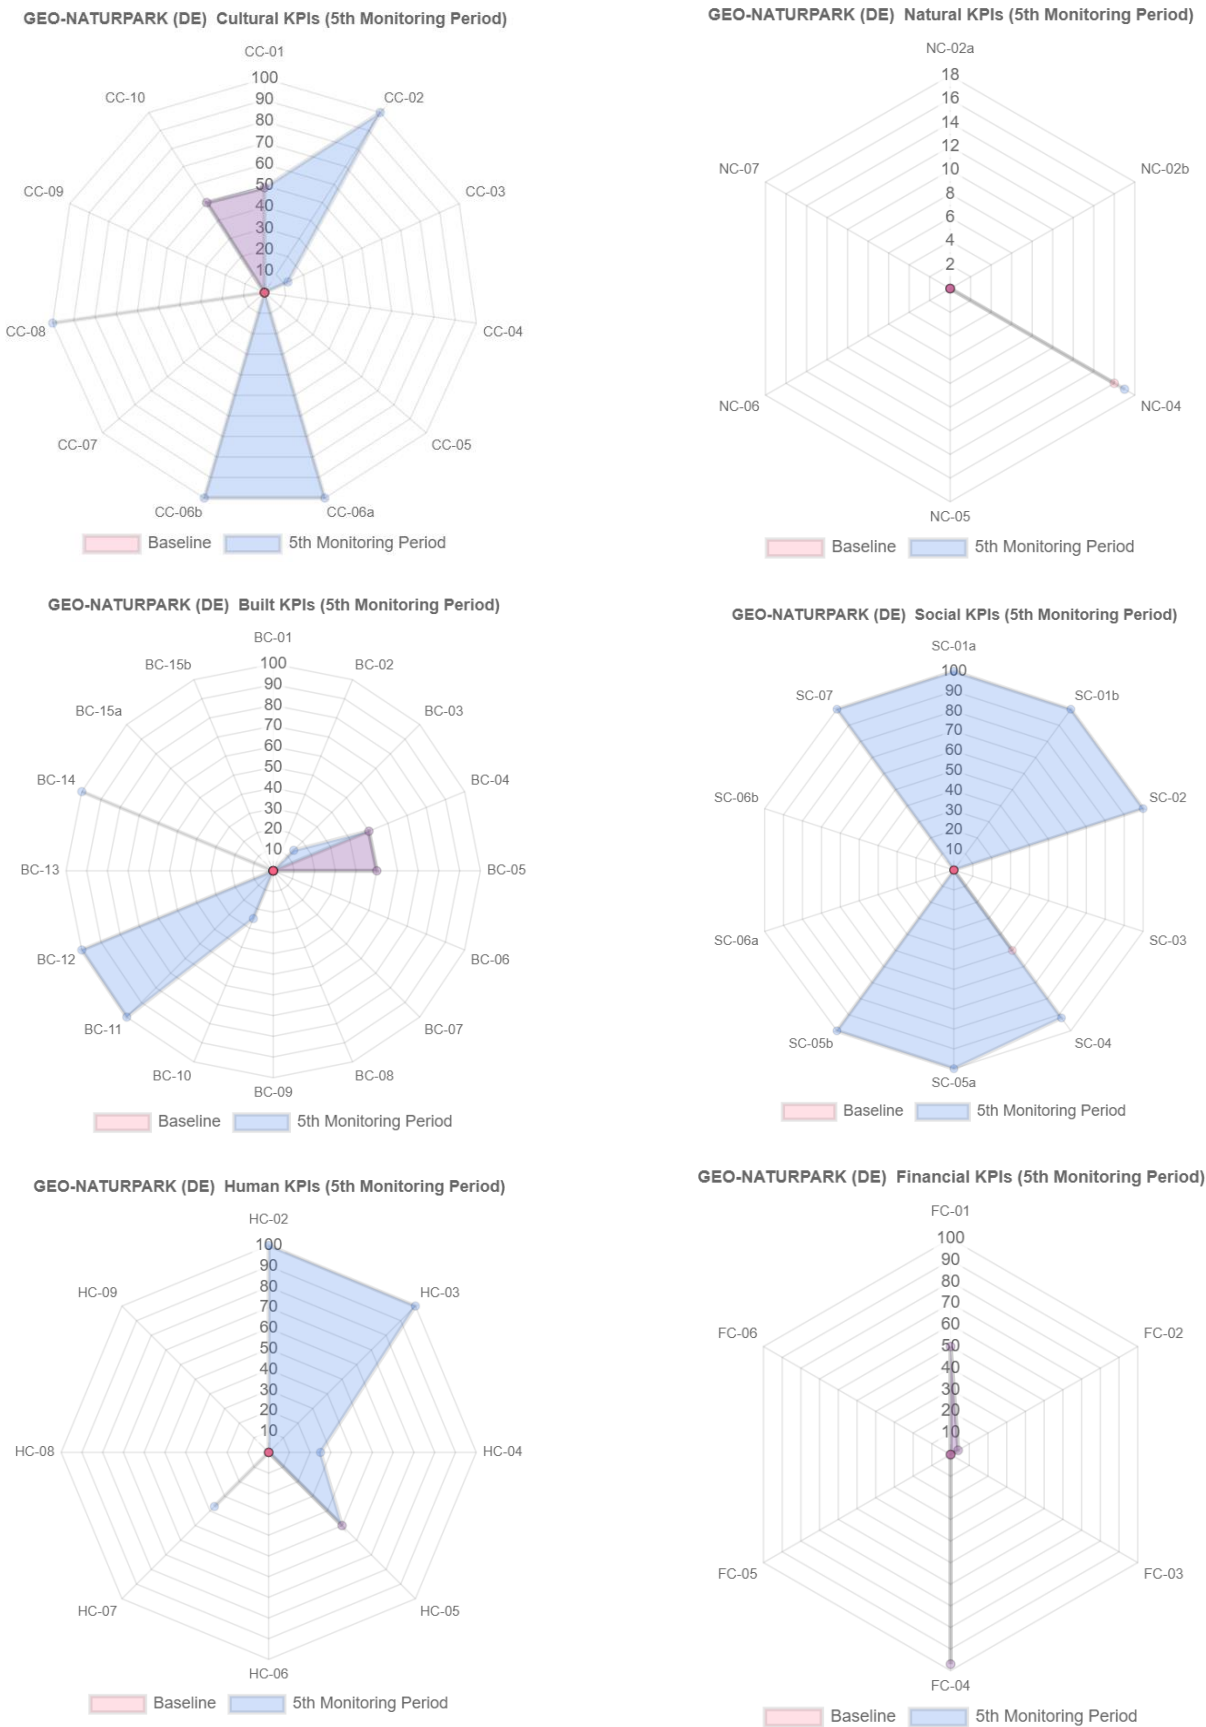 GEO-NATURPARK (DE)  Cultural KPIs (5th Monitoring Period)
CC-01
100
90
80
70
60
50
40
30
20
10
CC-02
CC-03
CC-04
CC-05
CC-06a
CC-06b
CC-07
CC-08
CC-09
CC-10
Baseline
5th Monitoring Period
GEO-NATURPARK (DE)  Natural KPIs (5th Monitoring Period)
NC-02a
18
16
14
12
10
8
6
4
2
NC-02b
NC-04
NC-05
NC-06
NC-07
Baseline
5th Monitoring Period
GEO-NATURPARK (DE)  Built KPIs (5th Monitoring Period)
BC-01
100
90
80
70
60
50
40
30
20
10
BC-02
BC-03
BC-04
BC-05
BC-06
BC-07
BC-08
BC-09
BC-10
BC-11
BC-12
BC-13
BC-14
BC-15a
BC-15b
Baseline
5th Monitoring Period
GEO-NATURPARK (DE)  Social KPIs (5th Monitoring Period)
SC-01a
100
90
80
70
60
50
40
30
20
10
SC-01b
SC-02
SC-03
SC-04
SC-05a
SC-05b
SC-06a
SC-06b
SC-07
Baseline
5th Monitoring Period
GEO-NATURPARK (DE)  Human KPIs (5th Monitoring Period)
HC-02
100
90
80
70
60
50
40
30
20
10
HC-03
HC-04
HC-05
HC-06
HC-07
HC-08
HC-09
Baseline
5th Monitoring Period
GEO-NATURPARK (DE)  Financial KPIs (5th Monitoring Period)
FC-01
100
90
80
70
60
50
40
30
20
10
FC-02
FC-03
FC-04
FC-05
FC-06
Baseline
5th Monitoring Period